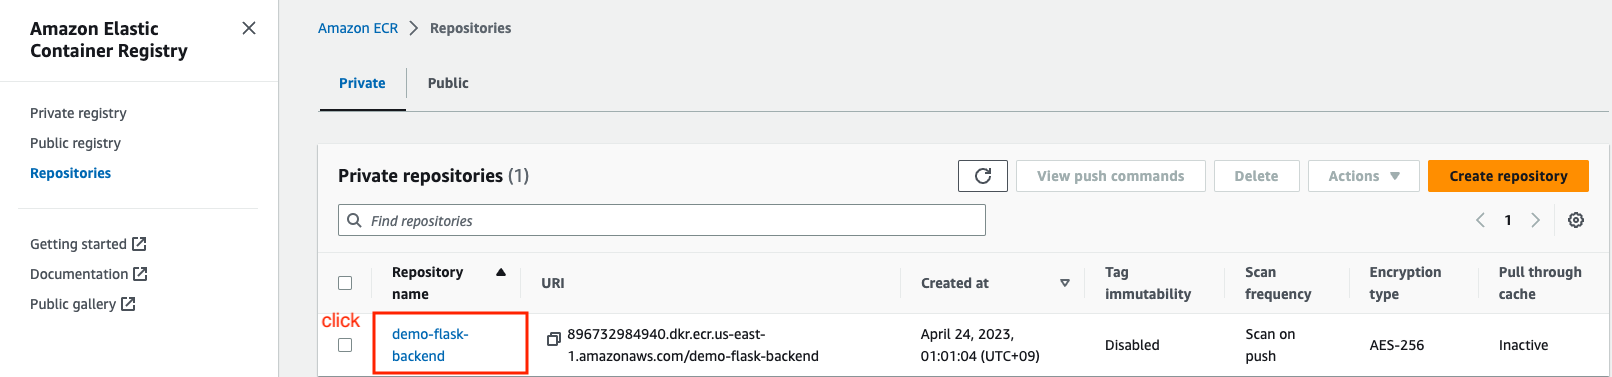 Amazon Elastic
Container Registry
Private registry
Public registry
Repositories
Getting started
Documentation
Public gallery
Amazon ECR
Repositories
Private
Public
Private repositories (1)
View push commands
Delete
Actions
Create repository
Find repositories
1
Repository
name
URI
Created at
Tag
immutability
Scan
frequency
Encryption
type
Pull through
cache
click
demo-flask-
backend
896732984940.dkr.ecr.us-east-
1.amazonaws.com/demo-flask-backend
April 24, 2023,
01:01:04 (UTC+09)
Disabled
Scan on
push
AES-256
Inactive